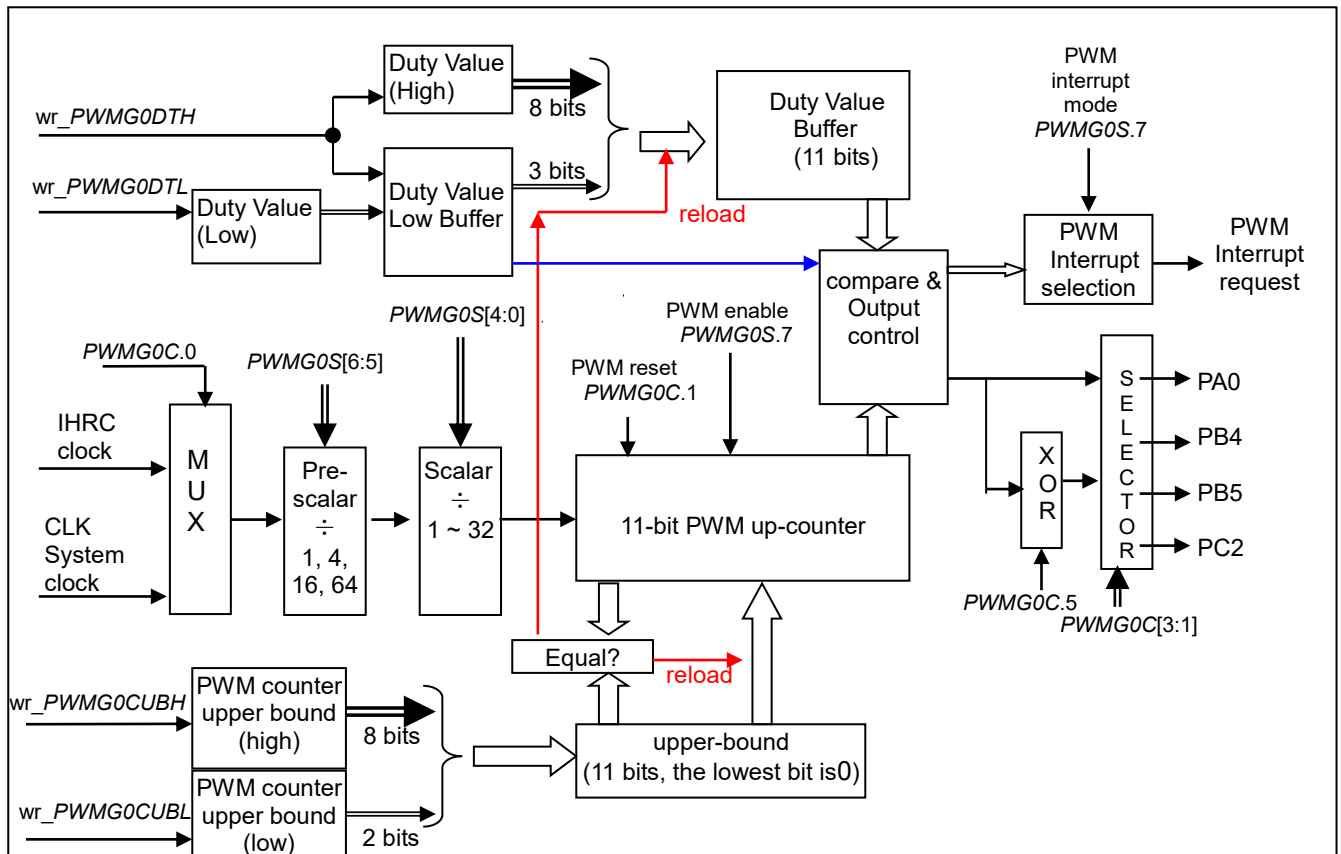 wr_PWMG0DTH
wr_PWMG0DTL
Duty Value
(High)
8 bits
Duty Value
(Low)
Duty Value
Low Buffer
3 bits
reload
Duty Value
Buffer
(11 bits)
PWM
interrupt
mode
PWMG0S.7
PWM
Interrupt
selection
PWM
Interrupt
request
compare &
Output
control
PWMG0C.0
PWMG0S[6:5]
PWMG0S[4:0]
PWM reset
PWMG0C.1
PWM enable
PWMG0S.7
IHRC
clock
CLK
System
clock
M
U
X
Pre-
scalar
÷
1, 4,
16, 64
Scalar
÷
1 ~ 32
11-bit PWM up-counter
X
O
R
PWMG0C.5
S
E
L
E
C
T
O
R
PWMG0C[3:1]
PA0
PB4
PB5
PC2
Equal?
reload
wr_PWMG0CUBH
PWM counter
upper bound
(high)
8 bits
wr_PWMG0CUBL
PWM counter
upper bound
(low)
2 bits
upper-bound
(11 bits, the lowest bit is0)